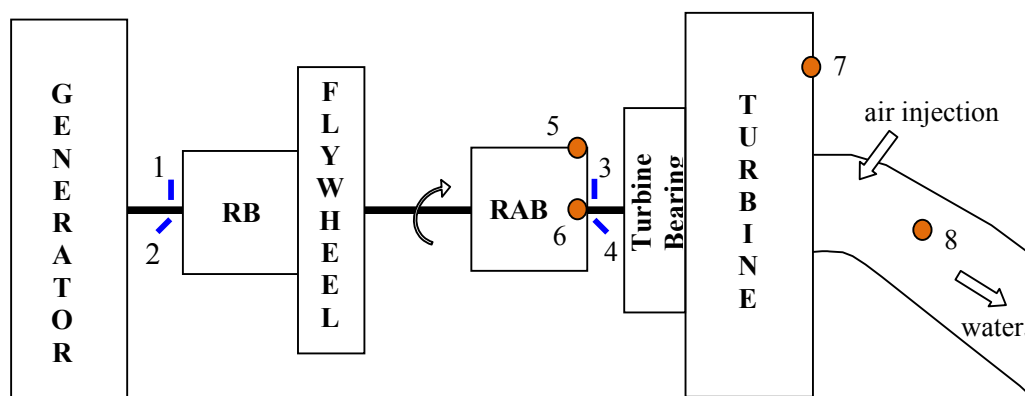 GENERATOR
1
2
RB
FLYWHEEL
5
RAB
6
3
4
Turbine
Bearing
TURBINE
7
air injection
8
water